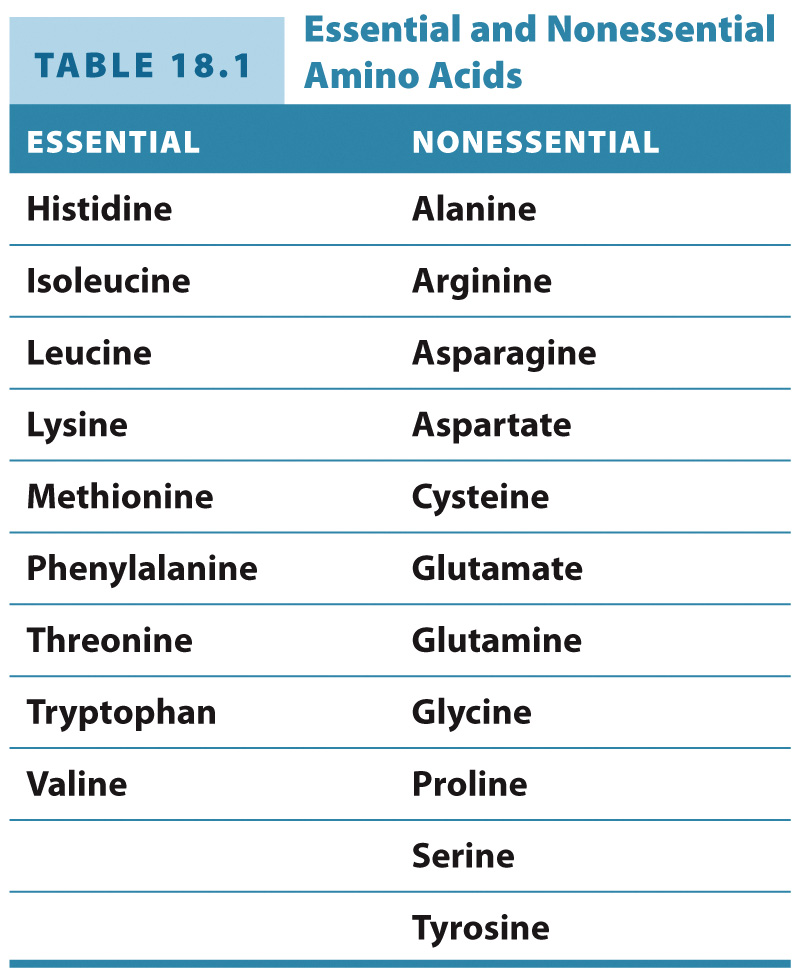 TABLE 18.1
Essential and Nonessential
Amino Acids
ESSENTIAL NONESSENTIAL
Histidine Alanine
Isoleucine Arginine
Leucine Asparagine
Lysine Aspartate
Methionine Cysteine
Phenylalanine Glutamate
Threonine Glutamine
Tryptophan Glycine
Valine Proline
Serine
Tyrosine